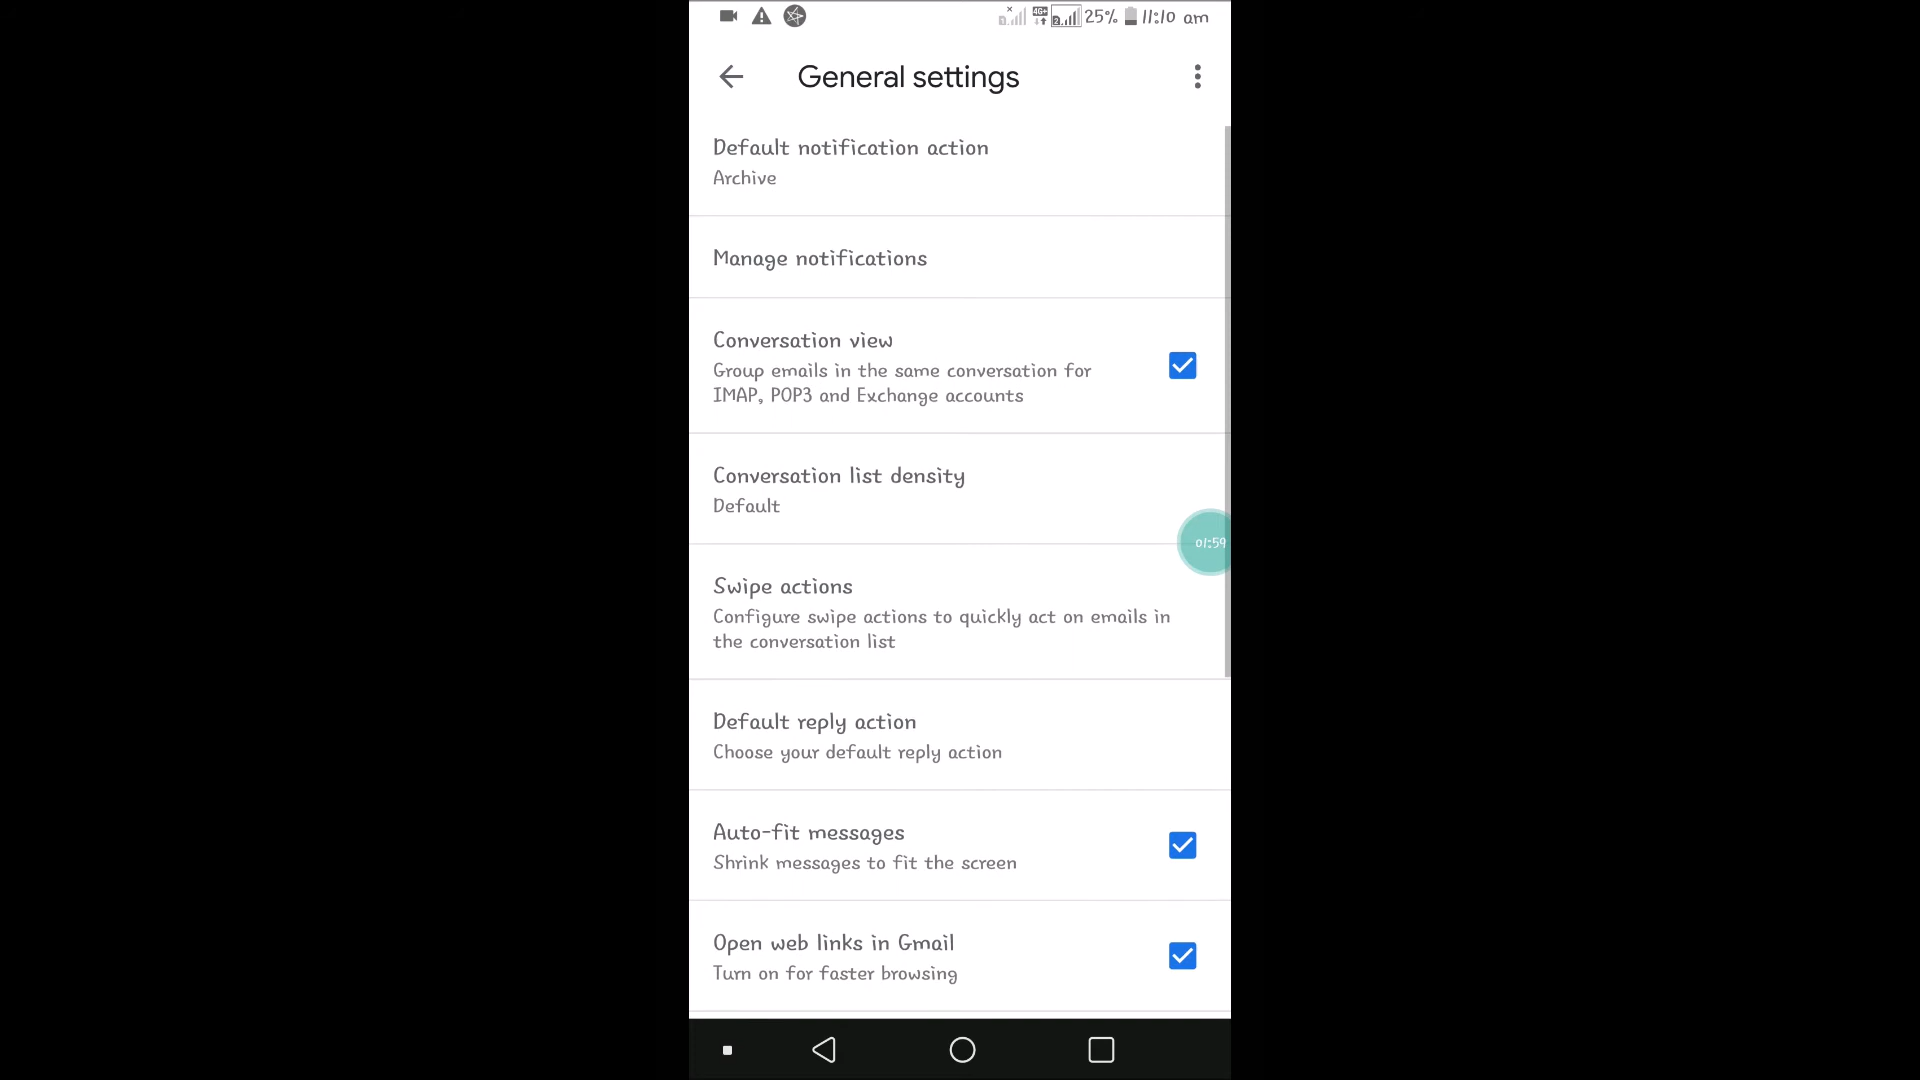 25% 11:10 am
General settings
Default notification action
Archive
Manage notifications
Conversation view
Group emails in the same conversation for
IMAP, POP3 and Exchange accounts
Conversation list density
Default
01:59
Swipe actions
Configure swipe actions to quickly act on emails in
the conversation list
Default reply action
Choose your default reply action
Auto-fit messages
Shrink messages to fit the screen
Open web links in Gmail
Turn on for faster browsing